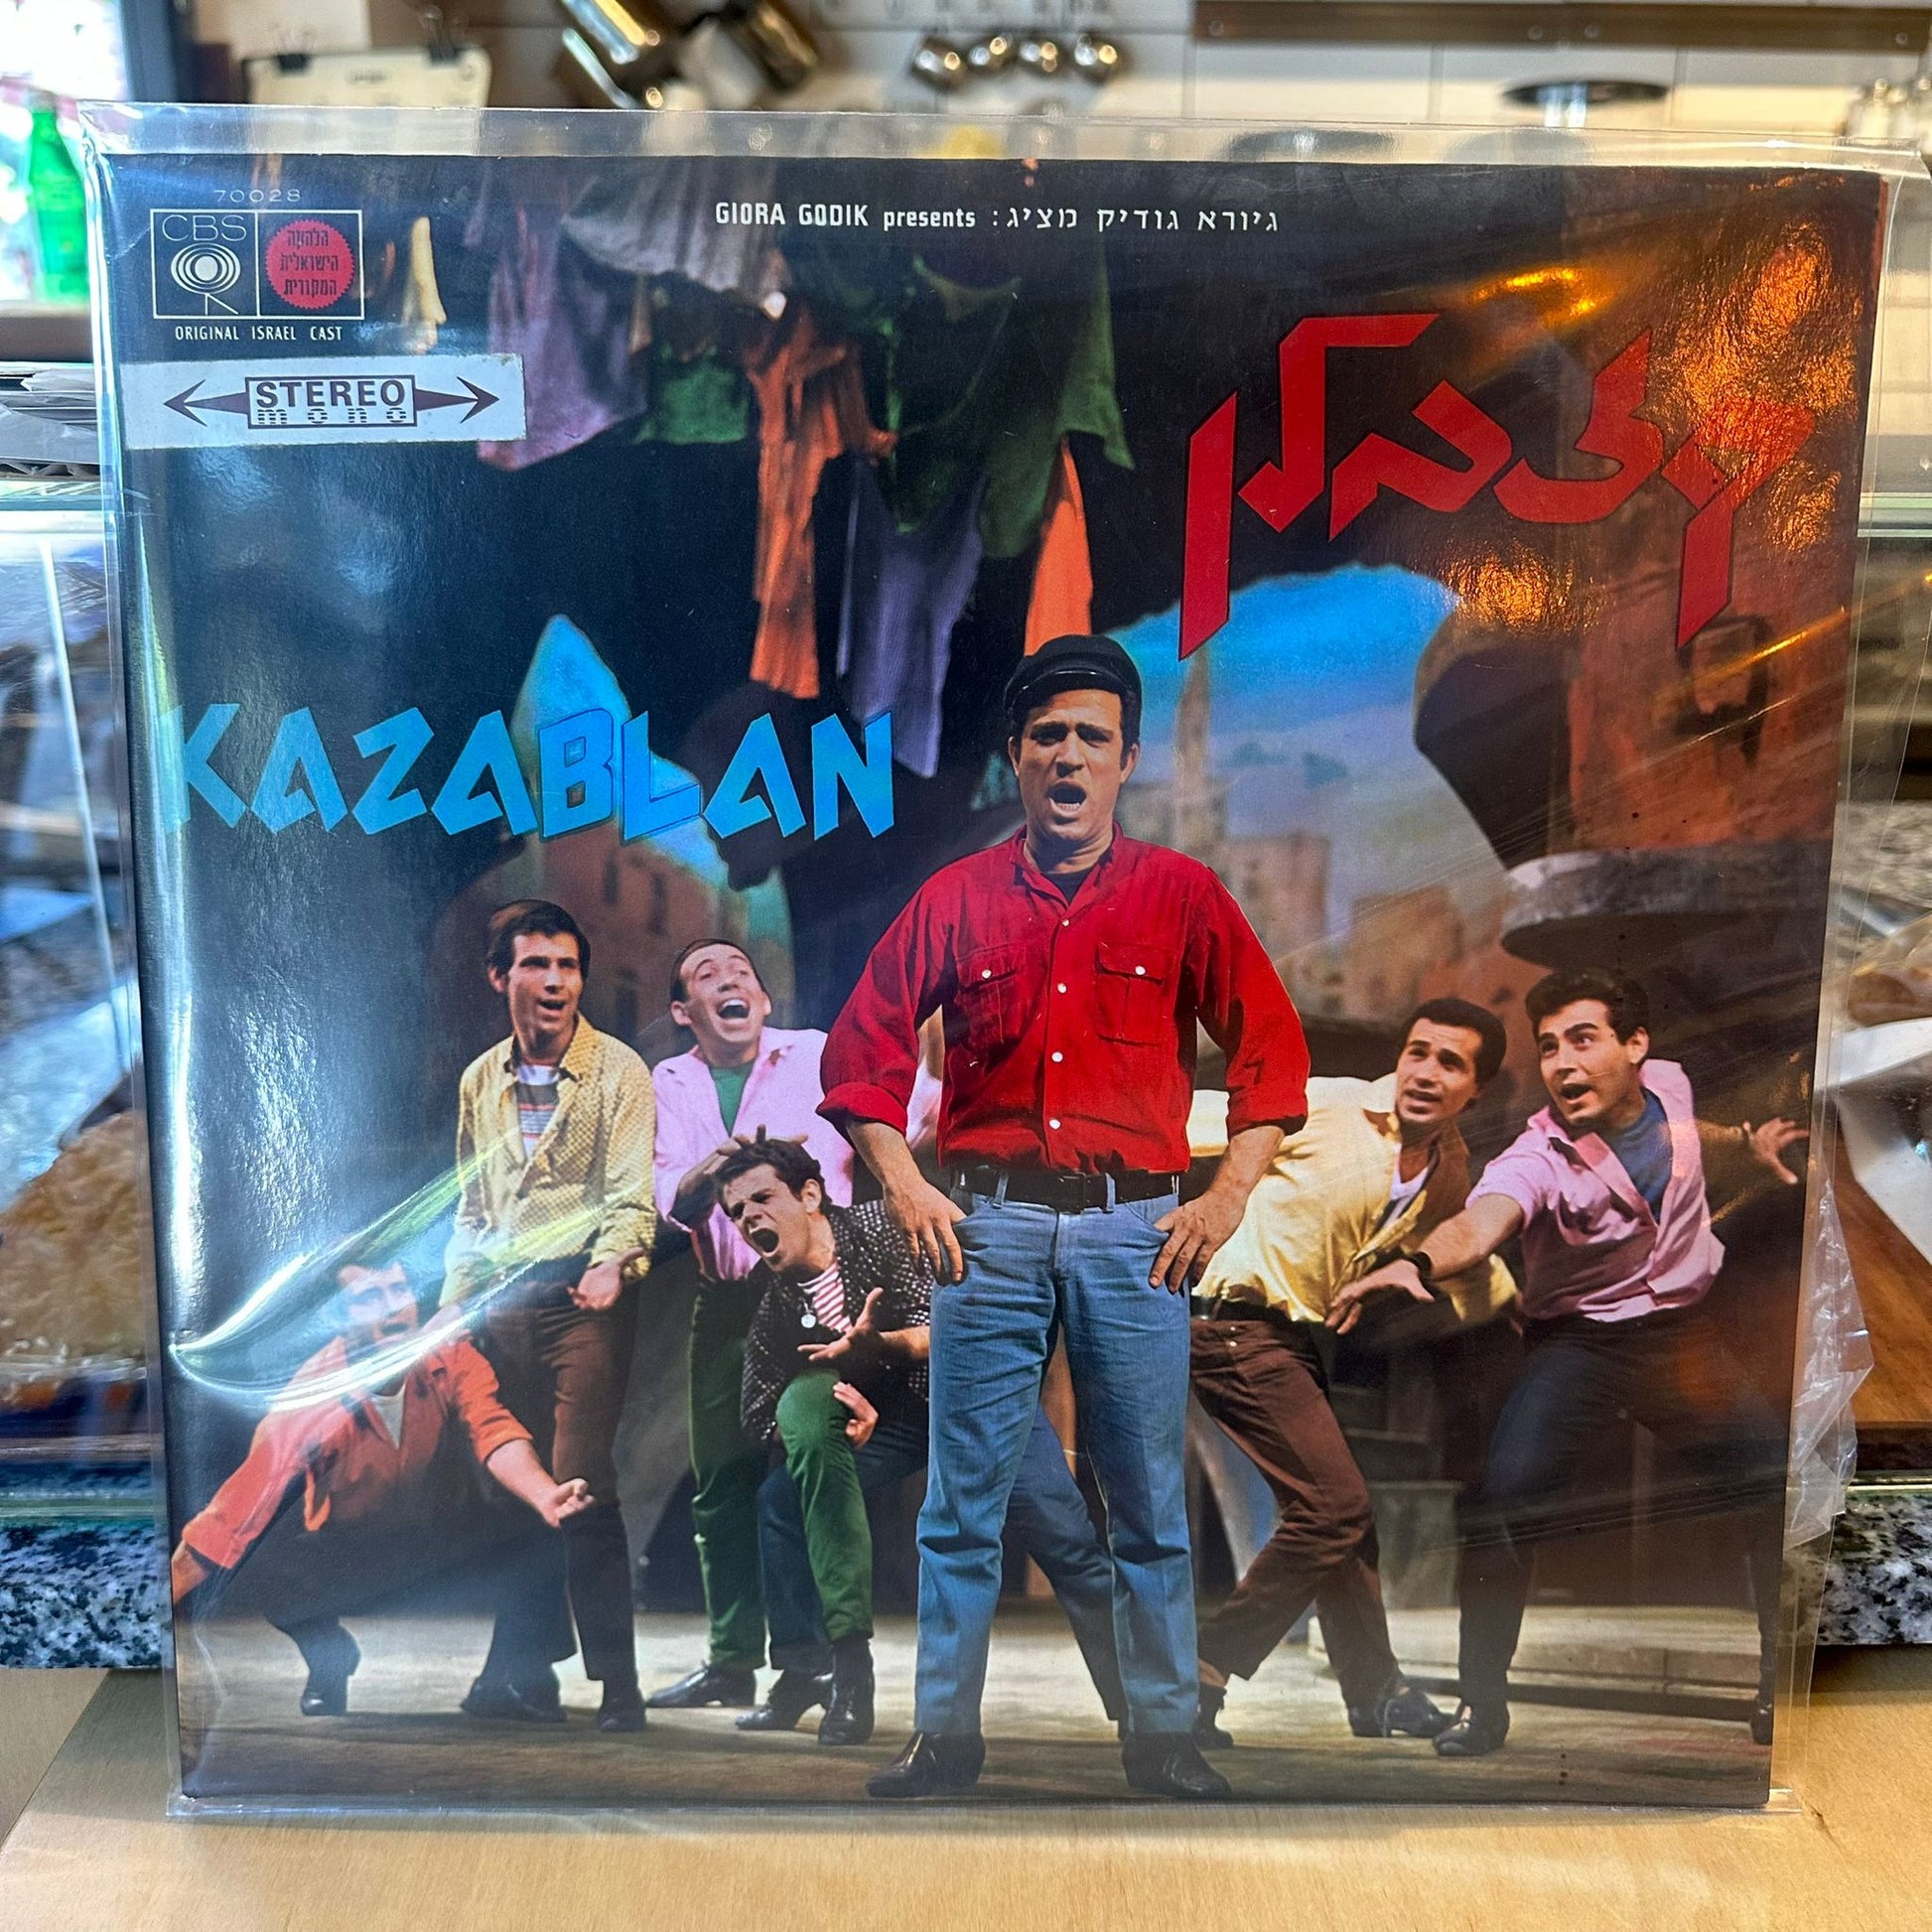 70028
CBS
הלהקה
הישראלית
המקורית
ORIGINAL ISRAEL CAST
STEREO
mono
GIORA GODIK presents : גיורא גודיק מציג
קזבלן
KAZABLAN